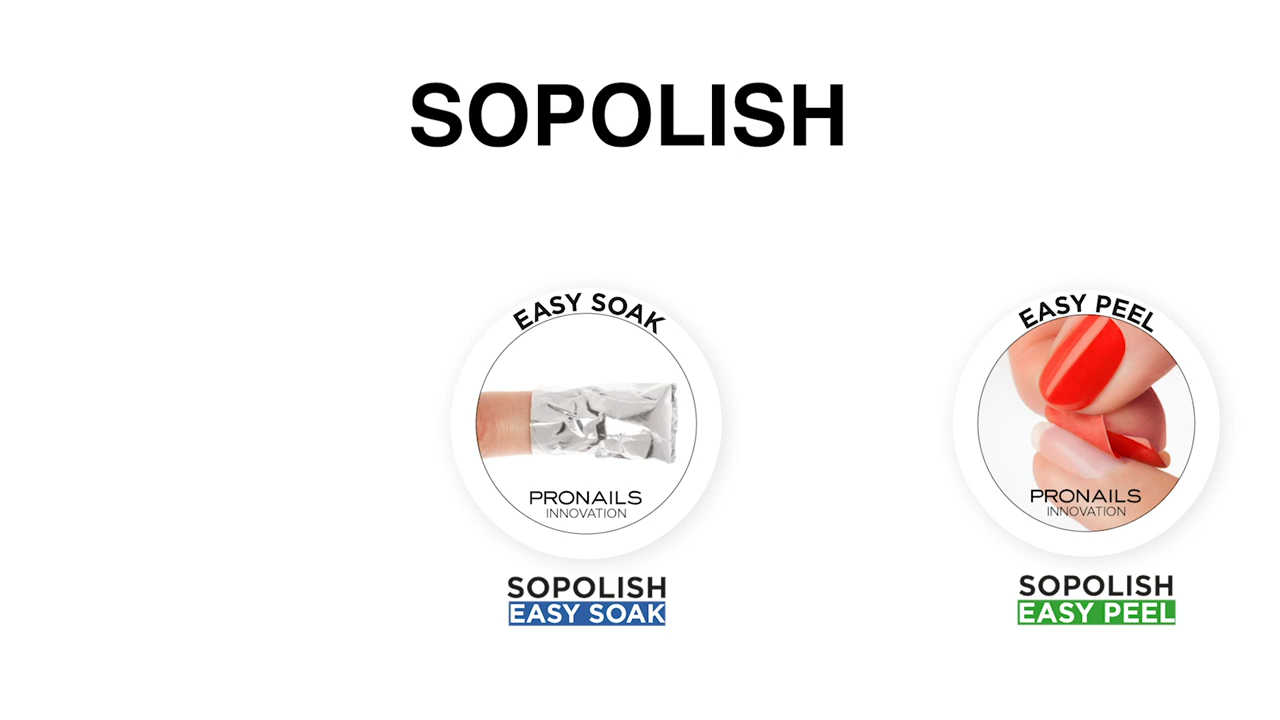 SOPOLISH
EASY SOAK
PRONAILS
INNOVATION
SOPOLISH
EASY SOAK
EASY PEEL
PRONAILS
INNOVATION
SOPOLISH
EASY PEEL